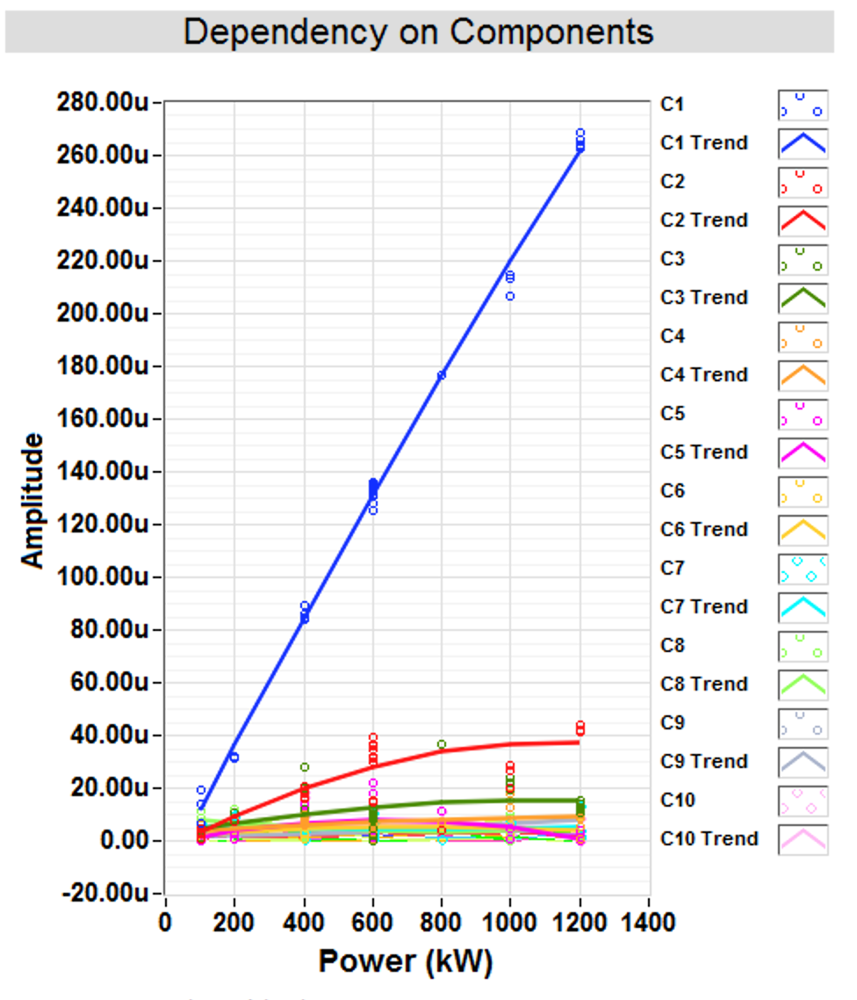 Dependency on Components
280.00u
260.00u
240.00u
220.00u
200.00u
180.00u
160.00u
140.00u
120.00u
100.00u
80.00u
60.00u
40.00u
20.00u
0.00
-20.00u
Amplitude
0 200 400 600 800 1000 1200 1400
Power (kW)
C1
C1 Trend
C2
C2 Trend
C3
C3 Trend
C4
C4 Trend
C5
C5 Trend
C6
C6 Trend
C7
C7 Trend
C8
C8 Trend
C9
C9 Trend
C10
C10 Trend